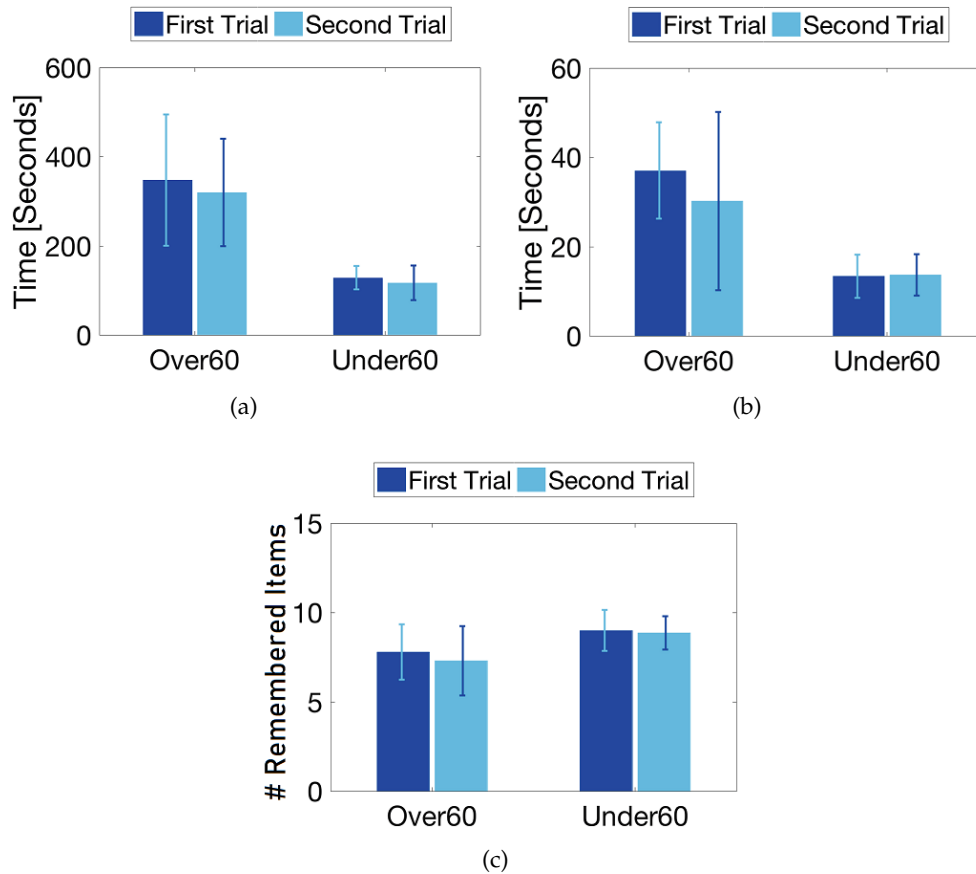 First Trial Second Trial
600
400
200
0
Time [Seconds]
Over60 Under60
(a)
First Trial Second Trial
60
40
20
0
Time [Seconds]
Over60 Under60
(b)
First Trial Second Trial
15
10
5
0
# Remembered Items
Over60 Under60
(c)